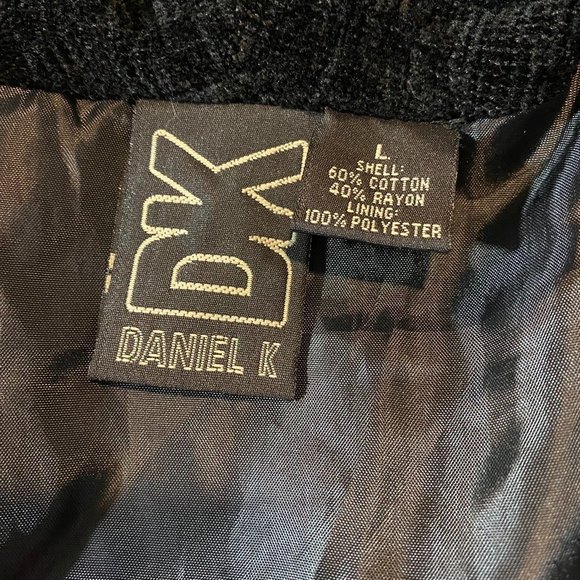 DK
DANIEL K
L
SHELL:
60% COTTON
40% RAYON
LINING:
100% POLYESTER